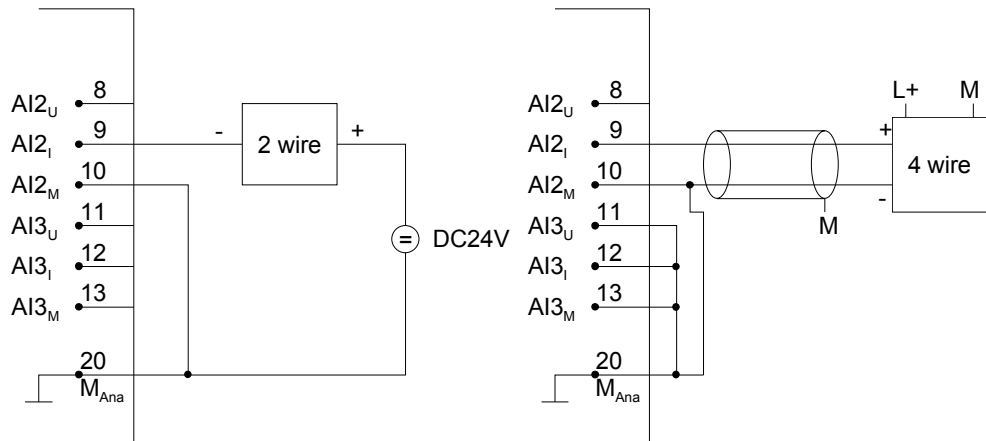 AI2U 8
AI2I 9 - 2 wire +
AI2M 10
AI3U 11
= DC24V
AI3I 12
AI3M 13
20
MAna
L+ M
AI2U 8
AI2I 9 +
4 wire
AI2M 10 -
M
AI3U 11
AI3I 12
AI3M 13
20
MAna